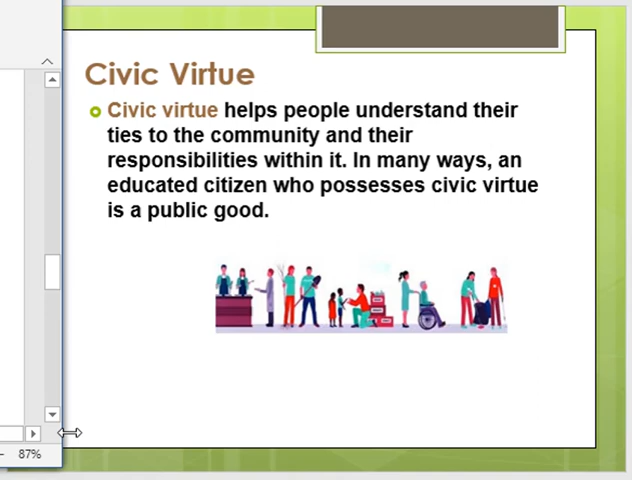 Civic Virtue
Civic virtue helps people understand their
ties to the community and their
responsibilities within it. In many ways, an
educated citizen who possesses civic virtue
is a public good.
87%